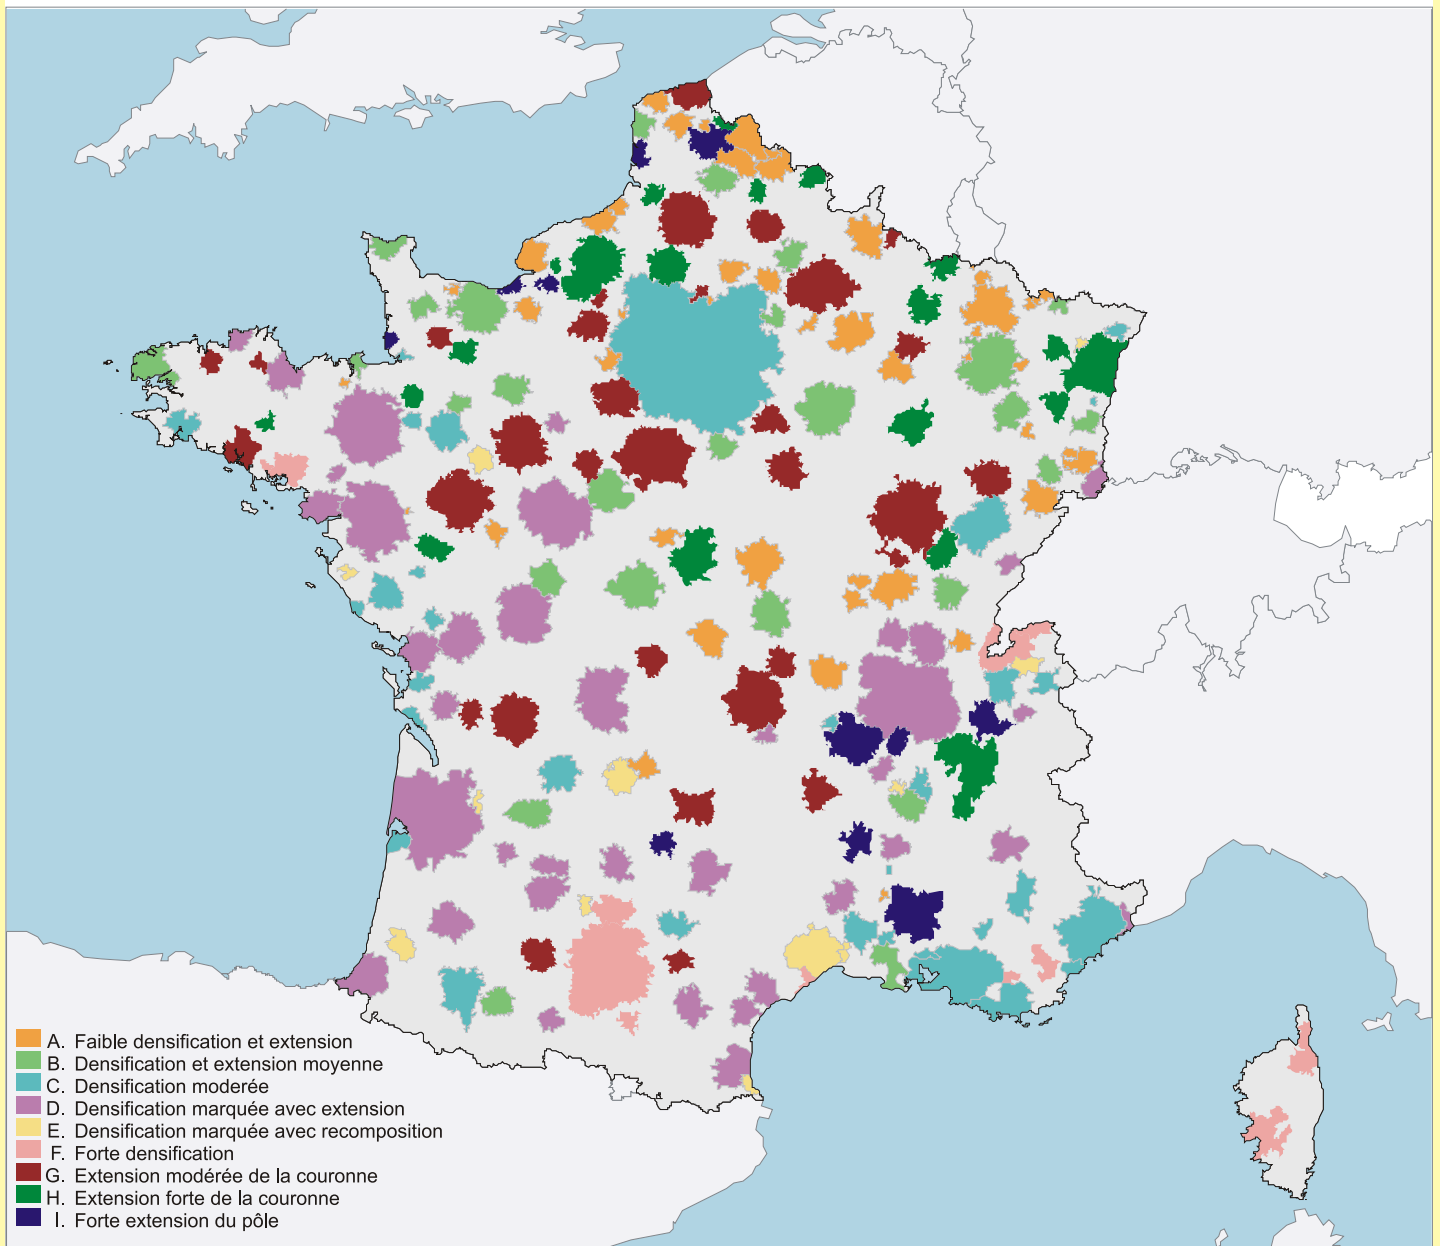 A. Faible densification et extension
B. Densification et extension moyenne
C. Densification moderée
D. Densification marquée avec extension
E. Densification marquée avec recomposition
F. Forte densification
G. Extension modérée de la couronne
H. Extension forte de la couronne
I. Forte extension du pôle